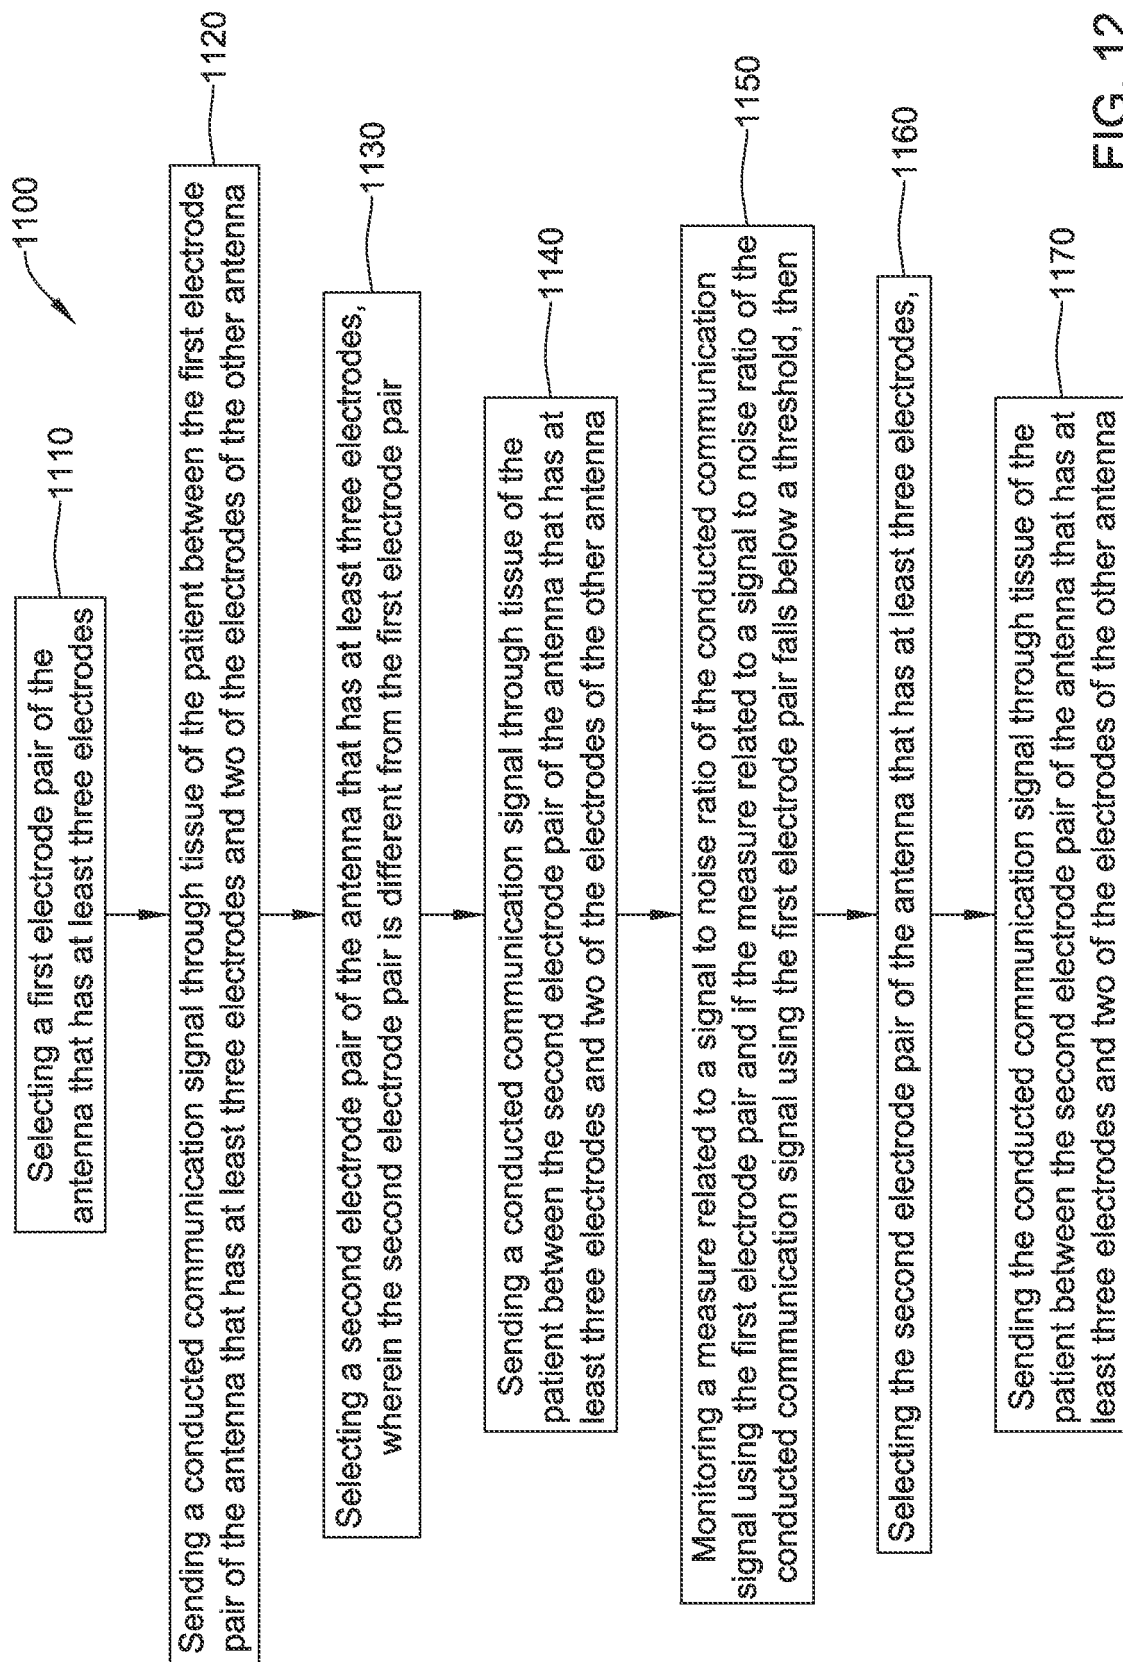 1100
Selecting a first electrode pair of the
antenna that has at least three electrodes
1110
Sending a conducted communication signal through tissue of the patient between the first electrode
pair of the antenna that has at least three electrodes and two of the electrodes of the other antenna
1120
Selecting a second electrode pair of the antenna that has at least three electrodes,
wherein the second electrode pair is different from the first electrode pair
1130
Sending a conducted communication signal through tissue of the
patient between the second electrode pair of the antenna that has at
least three electrodes and two of the electrodes of the other antenna
1140
Monitoring a measure related to a signal to noise ratio of the conducted communication
signal using the first electrode pair and if the measure related to a signal to noise ratio of the
conducted communication signal using the first electrode pair falls below a threshold, then
1150
Selecting the second electrode pair of the antenna that has at least three electrodes,
1160
Sending the conducted communication signal through tissue of the
patient between the second electrode pair of the antenna that has at
least three electrodes and two of the electrodes of the other antenna
1170
FIG. 12